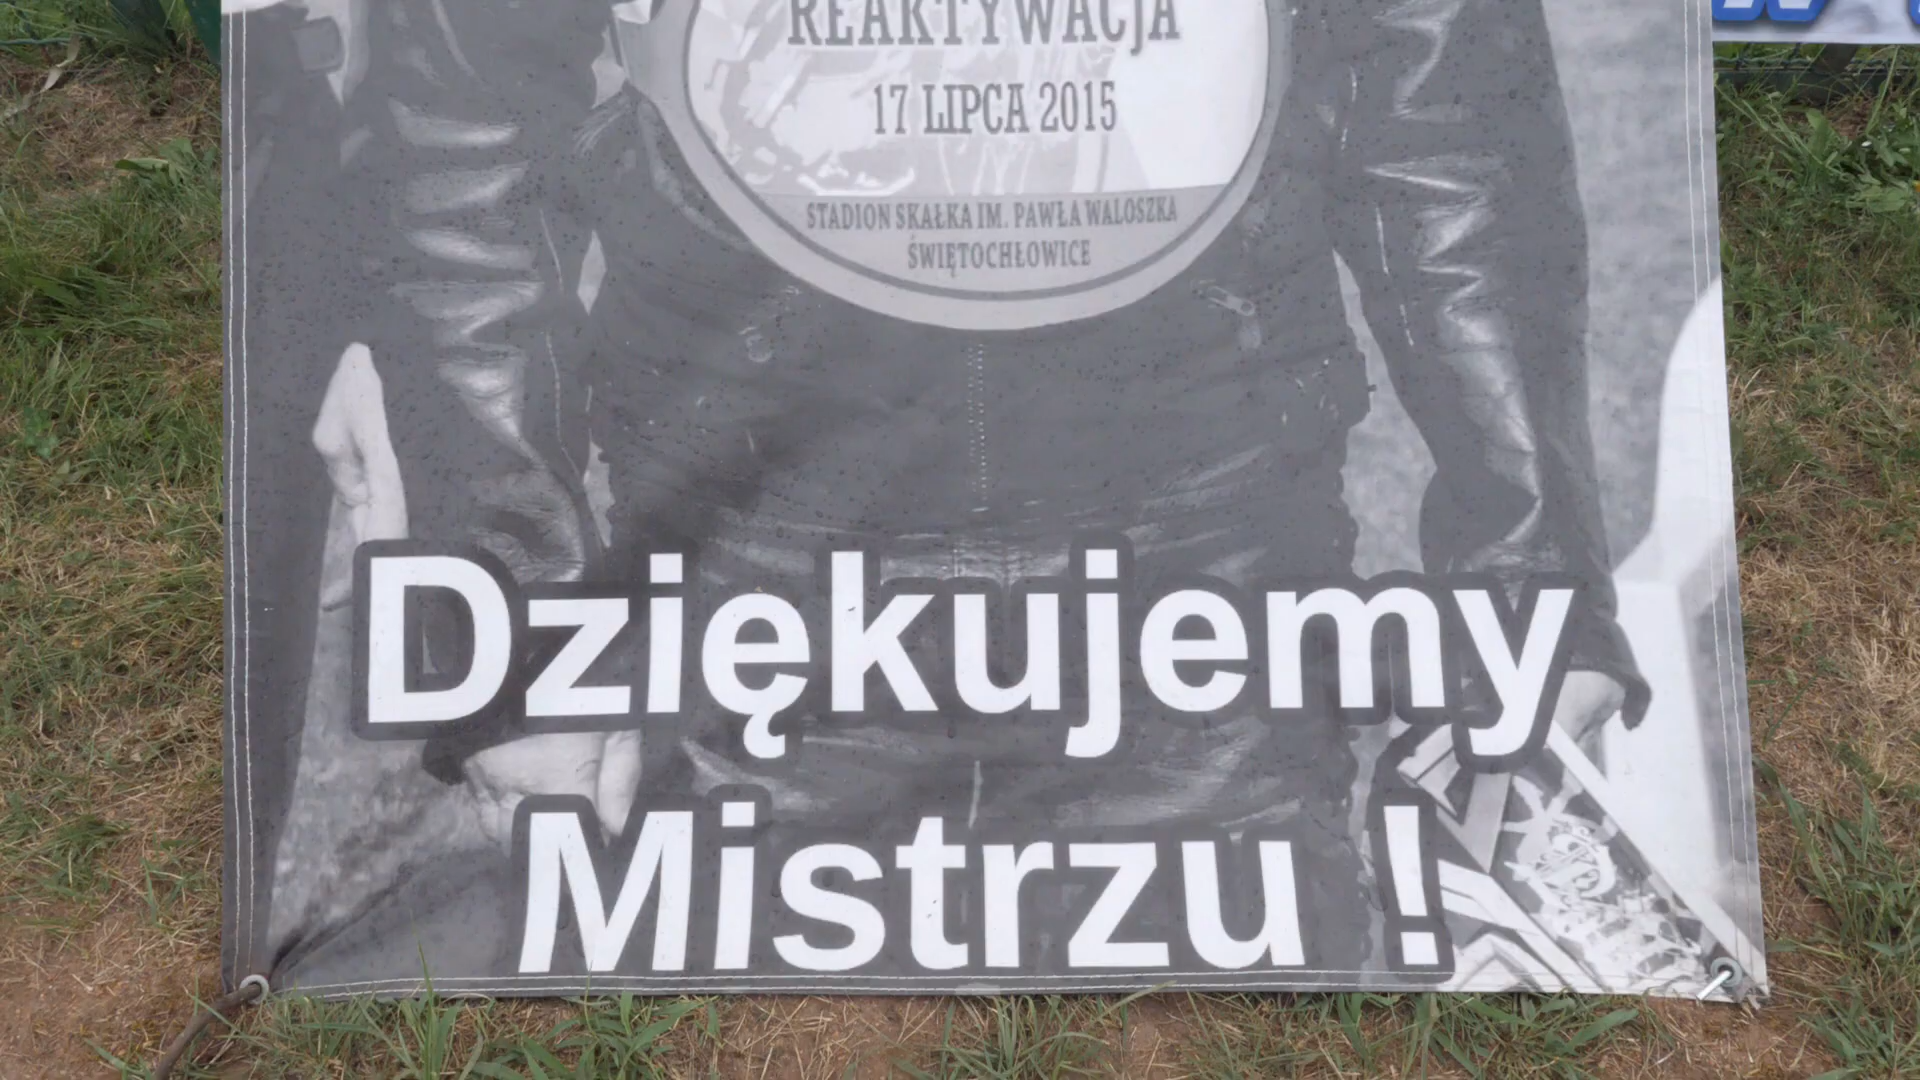 REAKTYWACJA
17 LIPCA 2015
STADION SKAŁKA IM. PAWŁA WALOSZKA
ŚWIĘTOCHŁOWICE
Dziękujemy
Mistrzu !